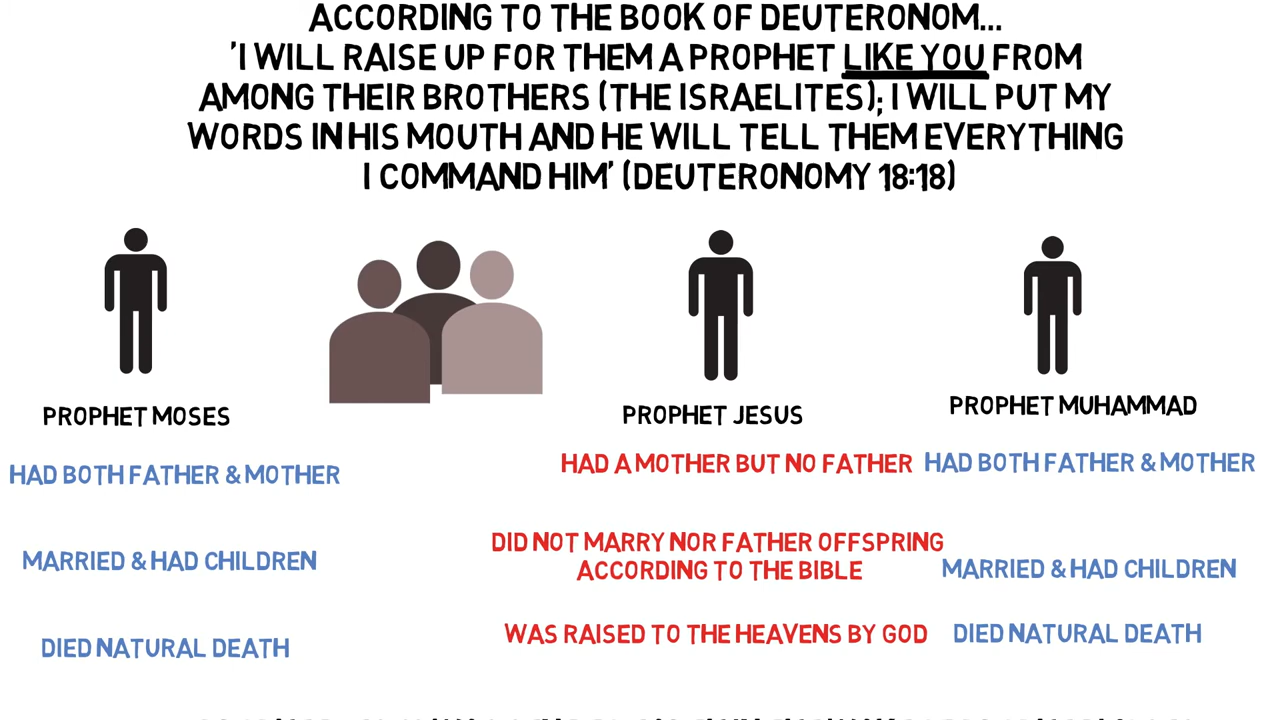 ACCORDING TO THE BOOK OF DEUTERONOM...
'I WILL RAISE UP FOR THEM A PROPHET LIKE YOU FROM
AMONG THEIR BROTHERS (THE ISRAELITES); I WILL PUT MY
WORDS IN HIS MOUTH AND HE WILL TELL THEM EVERYTHING
I COMMAND HIM' (DEUTERONOMY 18:18)
PROPHET MOSES
HAD BOTH FATHER & MOTHER
MARRIED & HAD CHILDREN
DIED NATURAL DEATH
PROPHET JESUS
HAD A MOTHER BUT NO FATHER
DID NOT MARRY NOR FATHER OFFSPRING
ACCORDING TO THE BIBLE
WAS RAISED TO THE HEAVENS BY GOD
PROPHET MUHAMMAD
HAD BOTH FATHER & MOTHER
MARRIED & HAD CHILDREN
DIED NATURAL DEATH